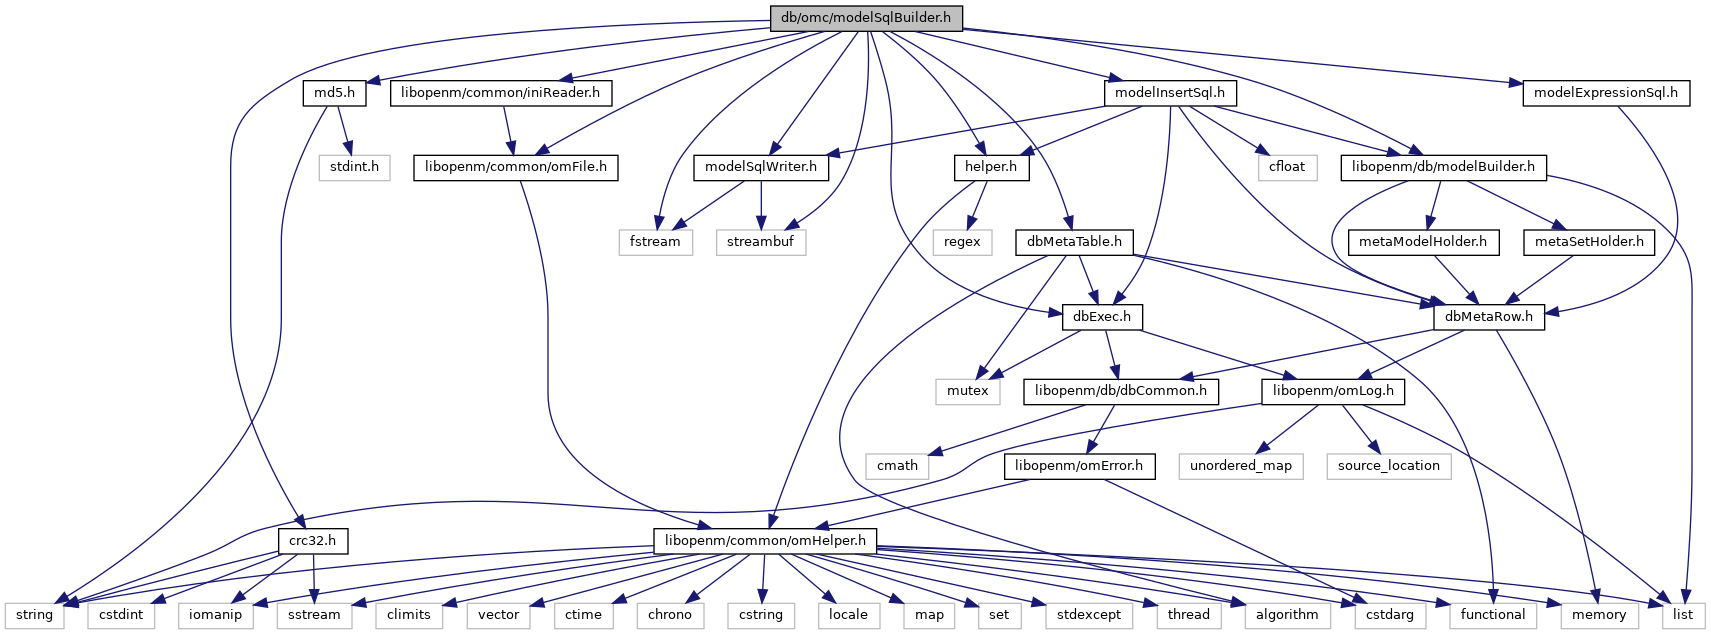 db/omc/modelSqlBuilder.h
md5.h
libopenm/common/iniReader.h
modelInsertSql.h
modelExpressionSql.h
stdint.h
libopenm/common/omFile.h
modelSqlWriter.h
helper.h
cfloat
libopenm/db/modelBuilder.h
fstream
streambuf
regex
dbMetaTable.h
metaModelHolder.h
metaSetHolder.h
dbExec.h
dbMetaRow.h
mutex
libopenm/db/dbCommon.h
libopenm/omLog.h
cmath
libopenm/omError.h
unordered_map
source_location
crc32.h
libopenm/common/omHelper.h
string
cstdint
iomanip
sstream
climits
vector
ctime
chrono
cstring
locale
map
set
stdexcept
thread
algorithm
cstdarg
functional
memory
list